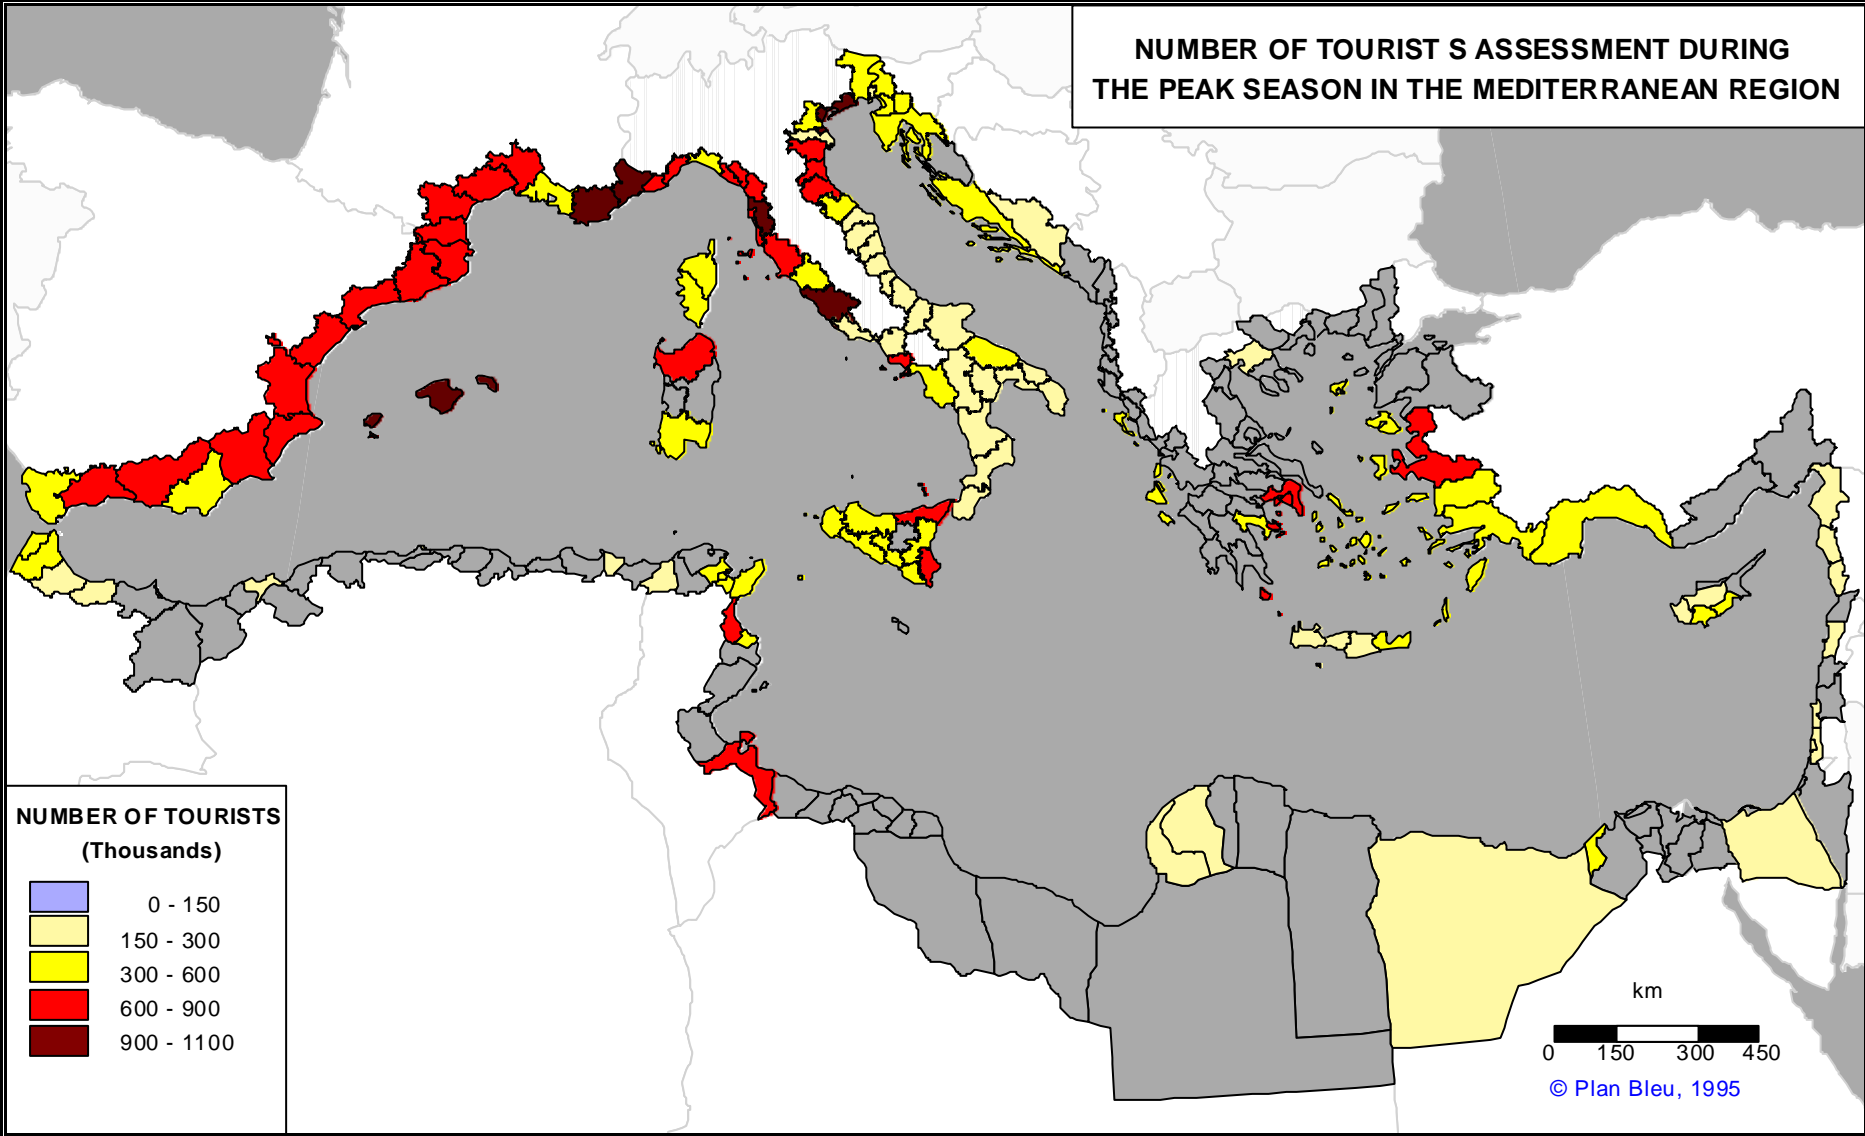 NUMBER OF TOURIST S ASSESSMENT DURING
THE PEAK SEASON IN THE MEDITERRANEAN REGION
NUMBER OF TOURISTS
(Thousands)
0 - 150
150 - 300
300 - 600
600 - 900
900 - 1100
km
0 150 300 450
© Plan Bleu, 1995